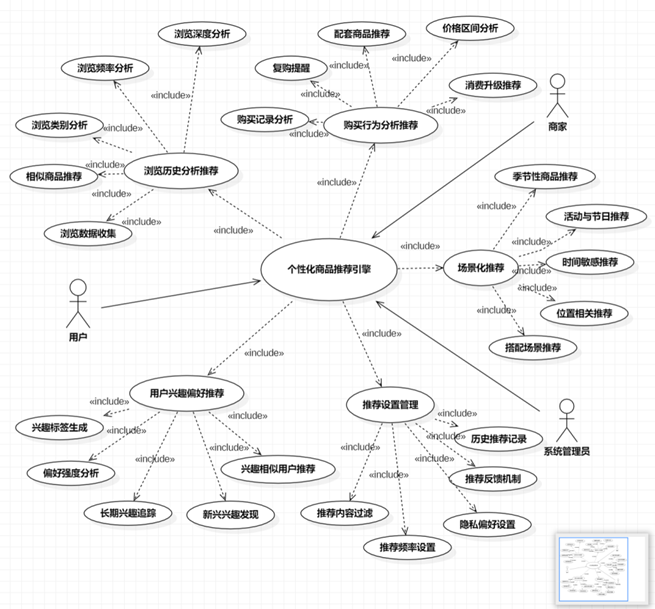 浏览深度分析
配套商品推荐
价格区间分析
浏览频率分析
«include»
复购提醒
«include»
«include»
消费升级推荐
«include»
«include»
«include»
购买记录分析
«include»
购买行为分析推荐
商家
浏览类别分析
«include»
相似商品推荐
«include»
浏览历史分析推荐
«include»
季节性商品推荐
«include»
«include»
浏览数据收集
«include»
«include»
活动与节日推荐
«include»
«include»
个性化商品推荐引擎
场景化推荐
«include»
时间敏感推荐
«include»
位置相关推荐
«include»
搭配场景推荐
用户
«include»
«include»
用户兴趣偏好推荐
«include»
推荐设置管理
«include»
«include»
兴趣标签生成
«include»
«include»
历史推荐记录
系统管理员
«include»
«include»
«include»
«include»
«include»
偏好强度分析
兴趣相似用户推荐
推荐反馈机制
长期兴趣追踪
新兴兴趣发现
推荐内容过滤
隐私偏好设置
推荐频率设置